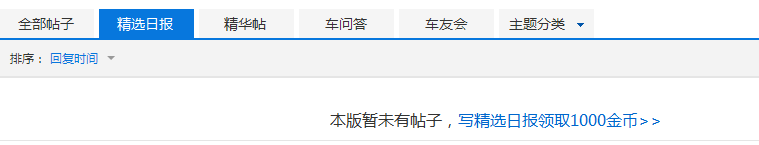 全部帖子 精选日报 精华帖 车问答 车友会 主题分类
排序： 回复时间
本版暂未有帖子，写精选日报领取1000金币>>